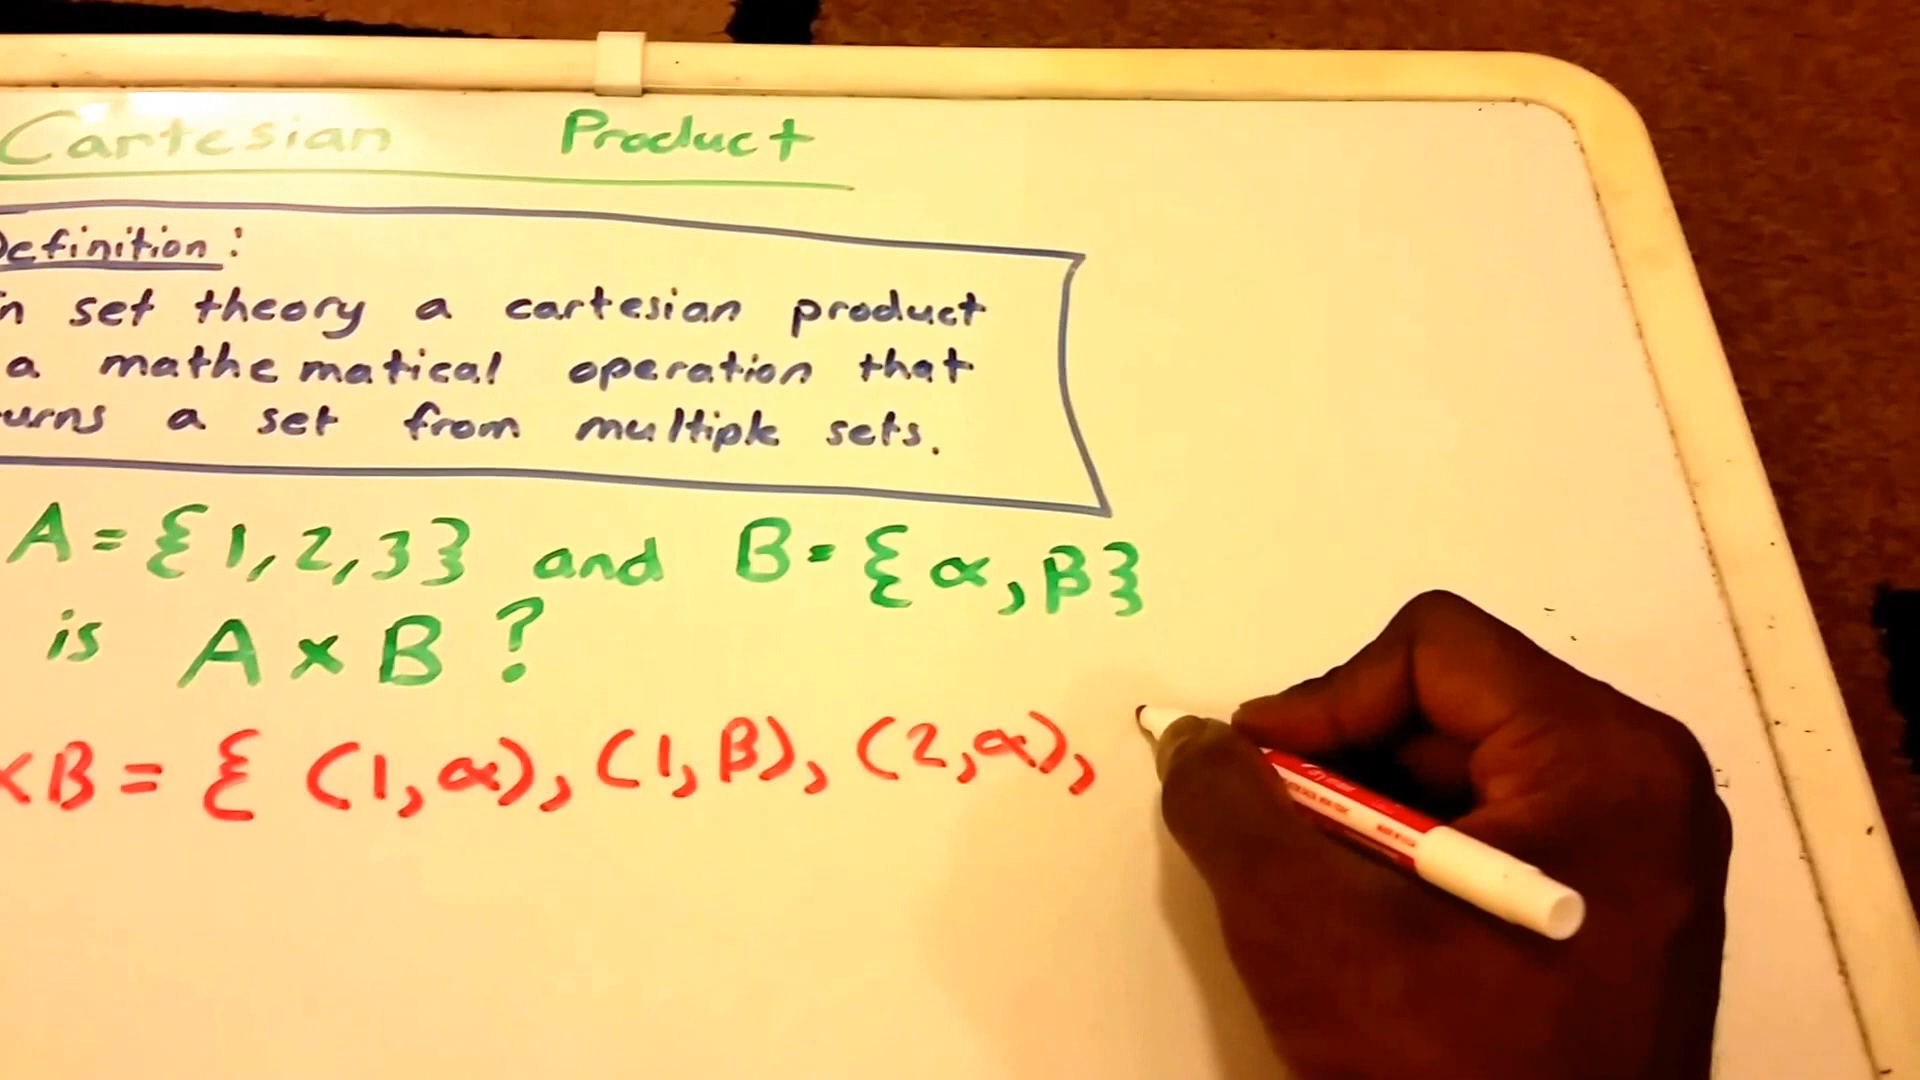 Cartesian Product
Definition:
in set theory a cartesian product
a mathematical operation that
urns a set from multiple sets.
A = {1,2,3} and B = {α,β}
is A × B ?
×B = { (1,α), (1,β), (2,α),